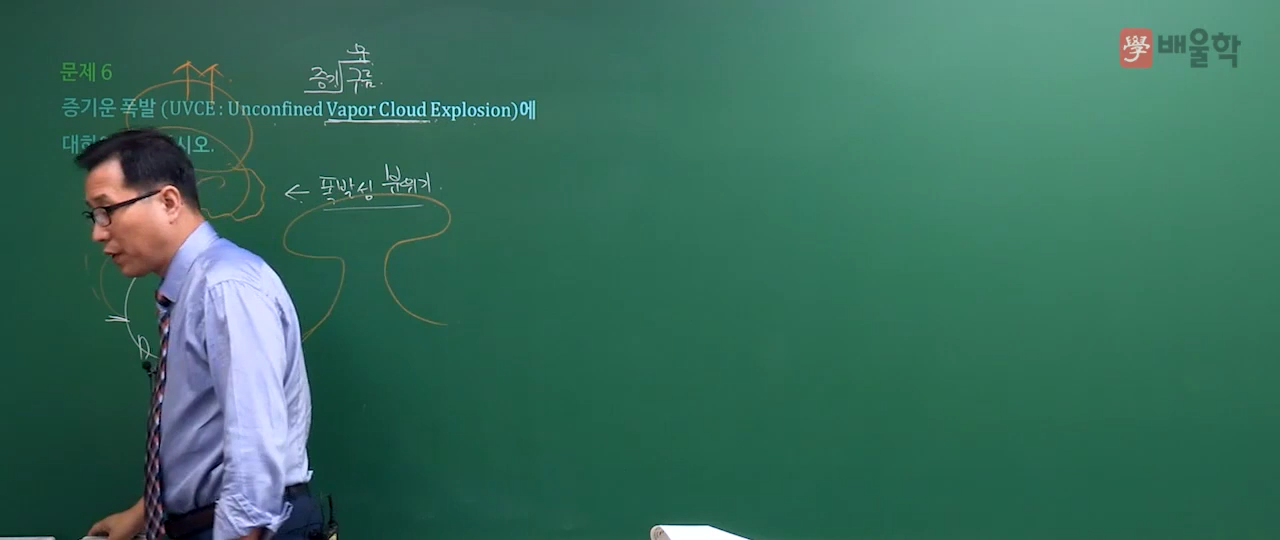 문제 6
운
증기 구름
증기운 폭발 (UVCE : Unconfined Vapor Cloud Explosion)에
시오.
← 폭발성 분위기
學 배울학